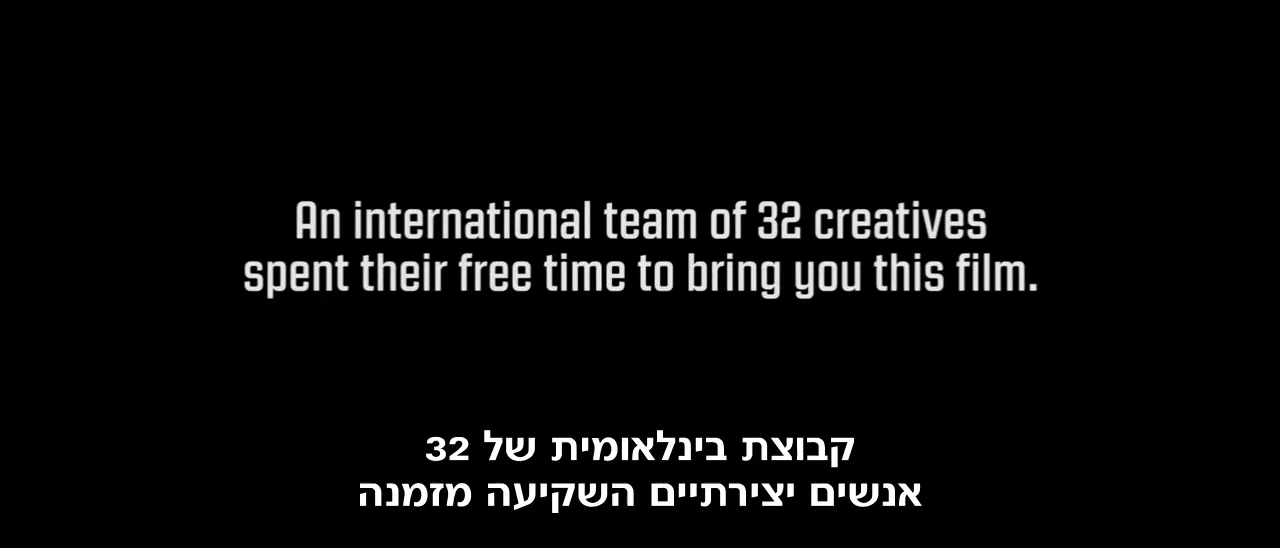 An international team of 32 creatives
spent their free time to bring you this film.
קבוצת בינלאומית של 32
אנשים יצירתיים השקיעה מזמנה